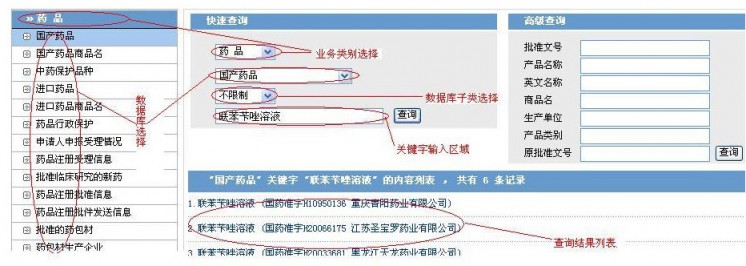 » 药 品
国产药品
国产药品商品名
中药保护品种
进口药品
进口药品商品名
药品行政保护
申请人申报受理情况
药品注册受理信息
批准临床研究的新药
药品注册批准信息
药品注册批件发送信息
批准的药包材
药包材生产企业
数据库选择
快速查询
药 品
业务类别选择
国产药品
不限制
数据库子类选择
联苯苄唑溶液
查询
关键字输入区域
高级查询
批准文号
产品名称
英文名称
商品名
生产单位
产品类别
原批准文号
查询
"国产药品" 关键字 "联苯苄唑溶液" 的内容列表 ， 共有 6 条记录
1. 联苯苄唑溶液 (国药准字H10950136 重庆青阳药业有限公司)
2. 联苯苄唑溶液 (国药准字H20066175 江苏圣宝罗药业有限公司)
3. 联苯苄唑溶液 (国药准字H20033681 黑龙江天龙药业有限公司)
查询结果列表